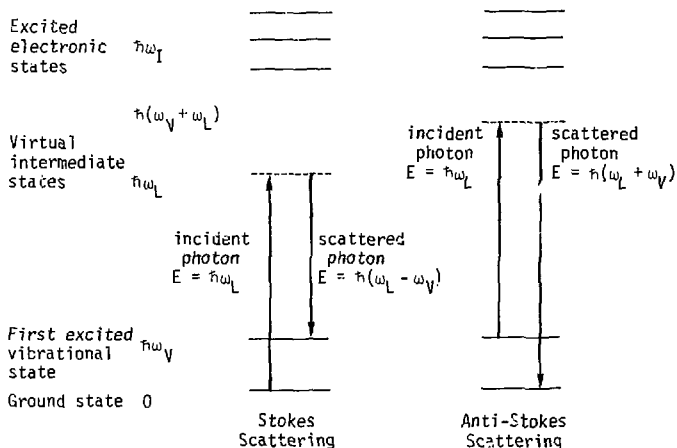 Excited
electronic ℏω_I
states
ℏ(ω_V + ω_L)
Virtual
intermediate
states ℏω_L
incident
photon
E = ℏω_L
scattered
photon
E = ℏ(ω_L - ω_V)
incident
photon
E = ℏω_L
scattered
photon
E = ℏ(ω_L + ω_V)
First excited
vibrational ℏω_V
state
Ground state 0
Stokes
Scattering
Anti-Stokes
Scattering